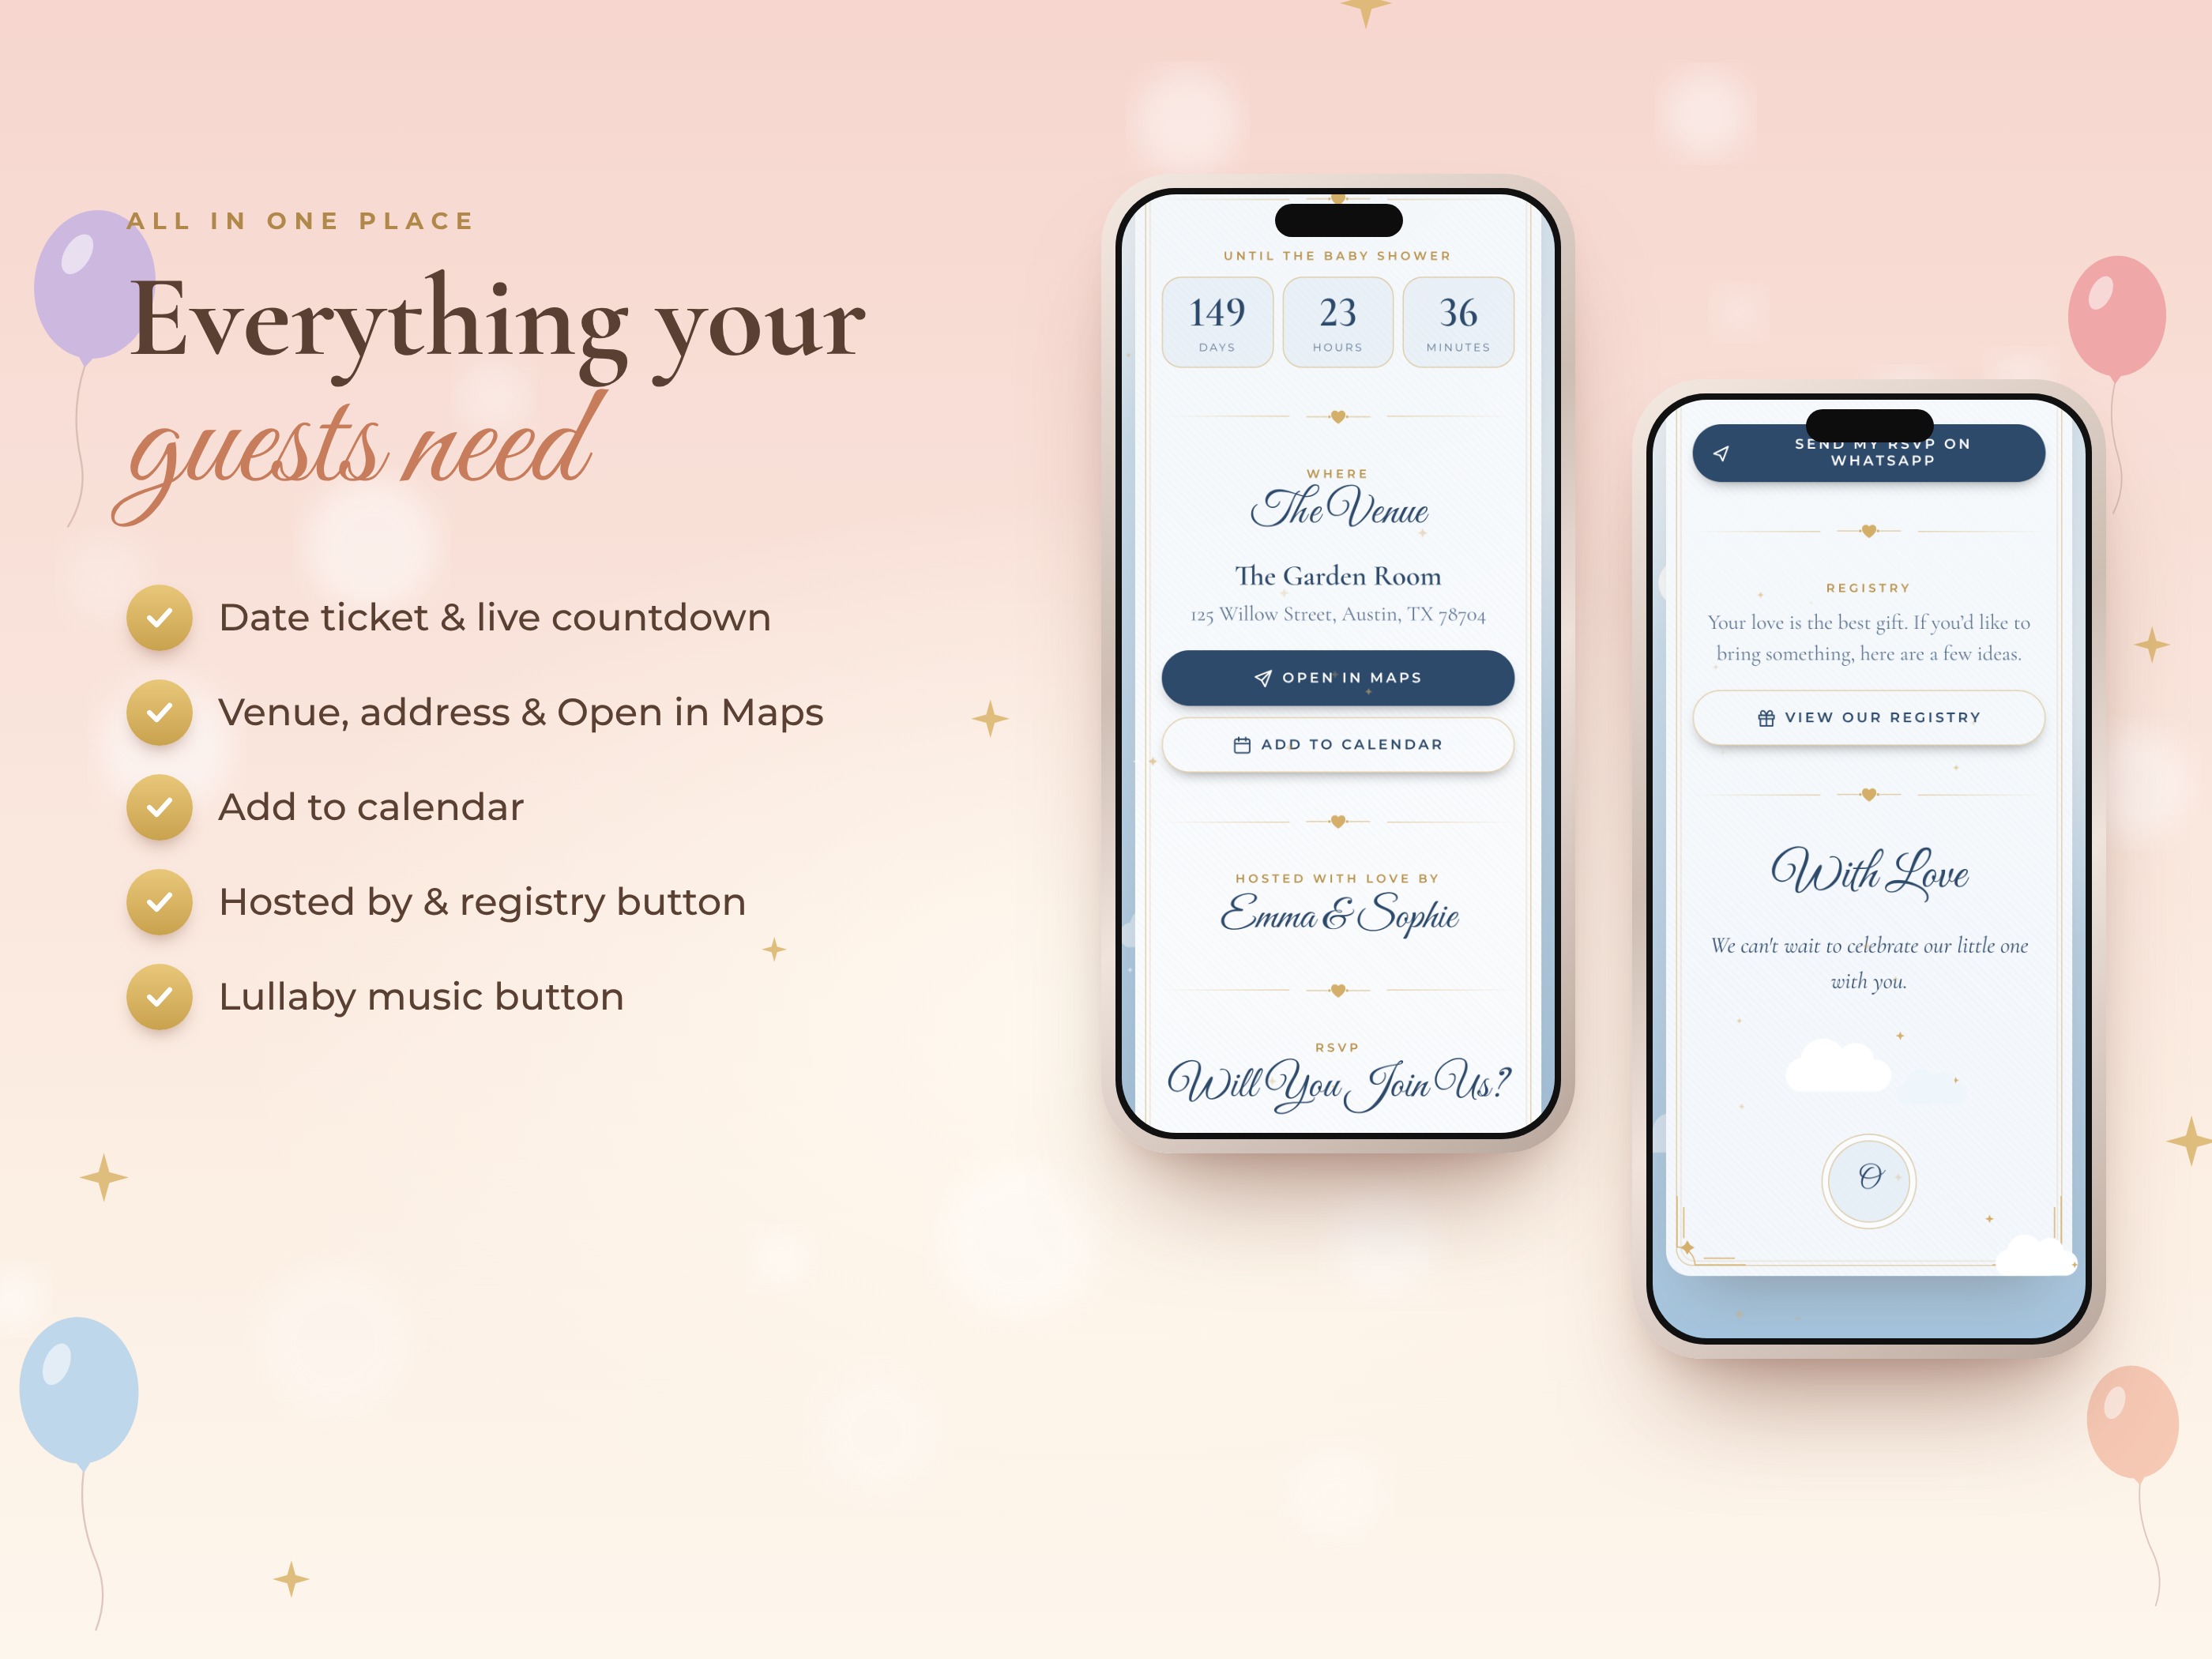 ALL IN ONE PLACE
Everything your
guests need
Date ticket & live countdown
Venue, address & Open in Maps
Add to calendar
Hosted by & registry button
Lullaby music button
UNTIL THE BABY SHOWER
149 23 36
DAYS HOURS MINUTES
WHERE
The Venue
The Garden Room
125 Willow Street, Austin, TX 78704
OPEN IN MAPS
ADD TO CALENDAR
HOSTED WITH LOVE BY
Emma & Sophie
RSVP
Will You Join Us?
SEND MY RSVP ON
WHATSAPP
REGISTRY
Your love is the best gift. If you'd like to
bring something, here are a few ideas.
VIEW OUR REGISTRY
With Love
We can't wait to celebrate our little one
with you.
O